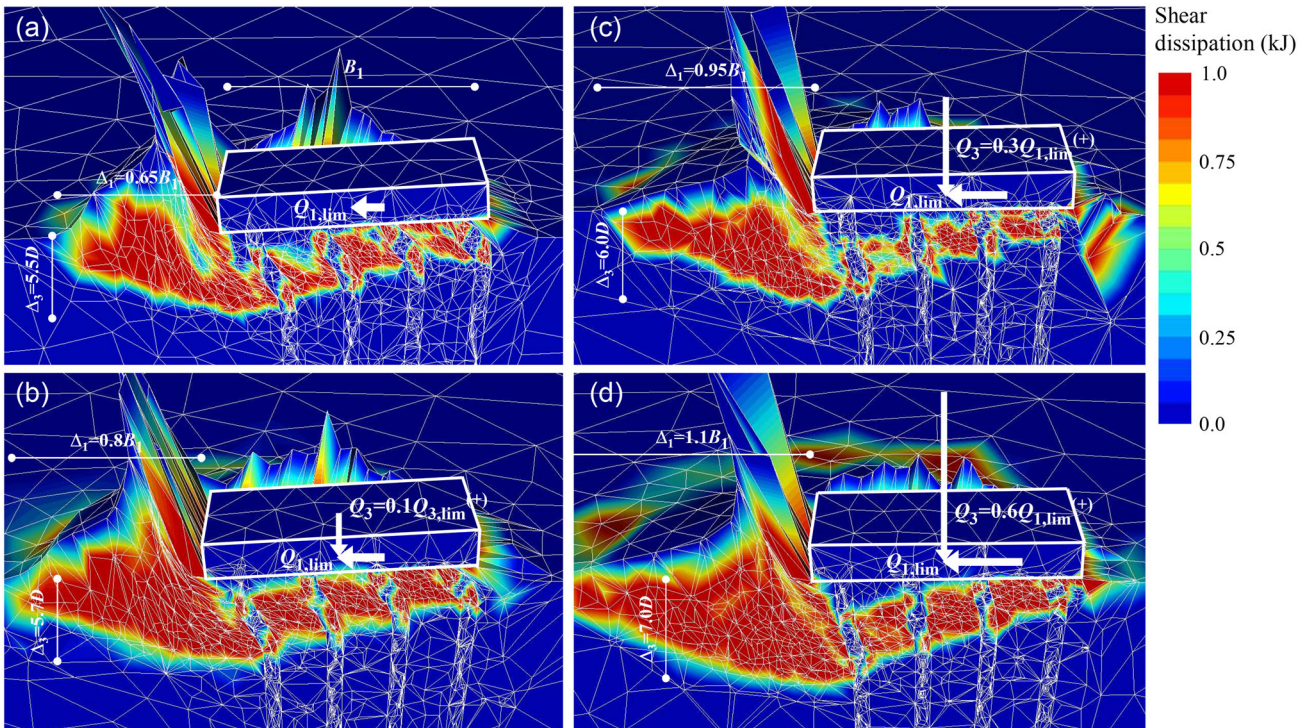 (a)
B₁
Δ₁=0.65B₁
Q₁,lim
Δ₃=5.5D
(b)
Δ₁=0.8B₁
Q₃=0.1Q₃,lim(+)
Q₁,lim
Δ₃=5.7D
(c)
Δ₁=0.95B₁
Q₃=0.3Q₁,lim(+)
Q₁,lim
Δ₃=6.0D
(d)
Δ₁=1.1B₁
Q₃=0.6Q₁,lim(+)
Q₁,lim
Δ₃=7.0D
Shear
dissipation (kJ)
1.0
0.75
0.5
0.25
0.0